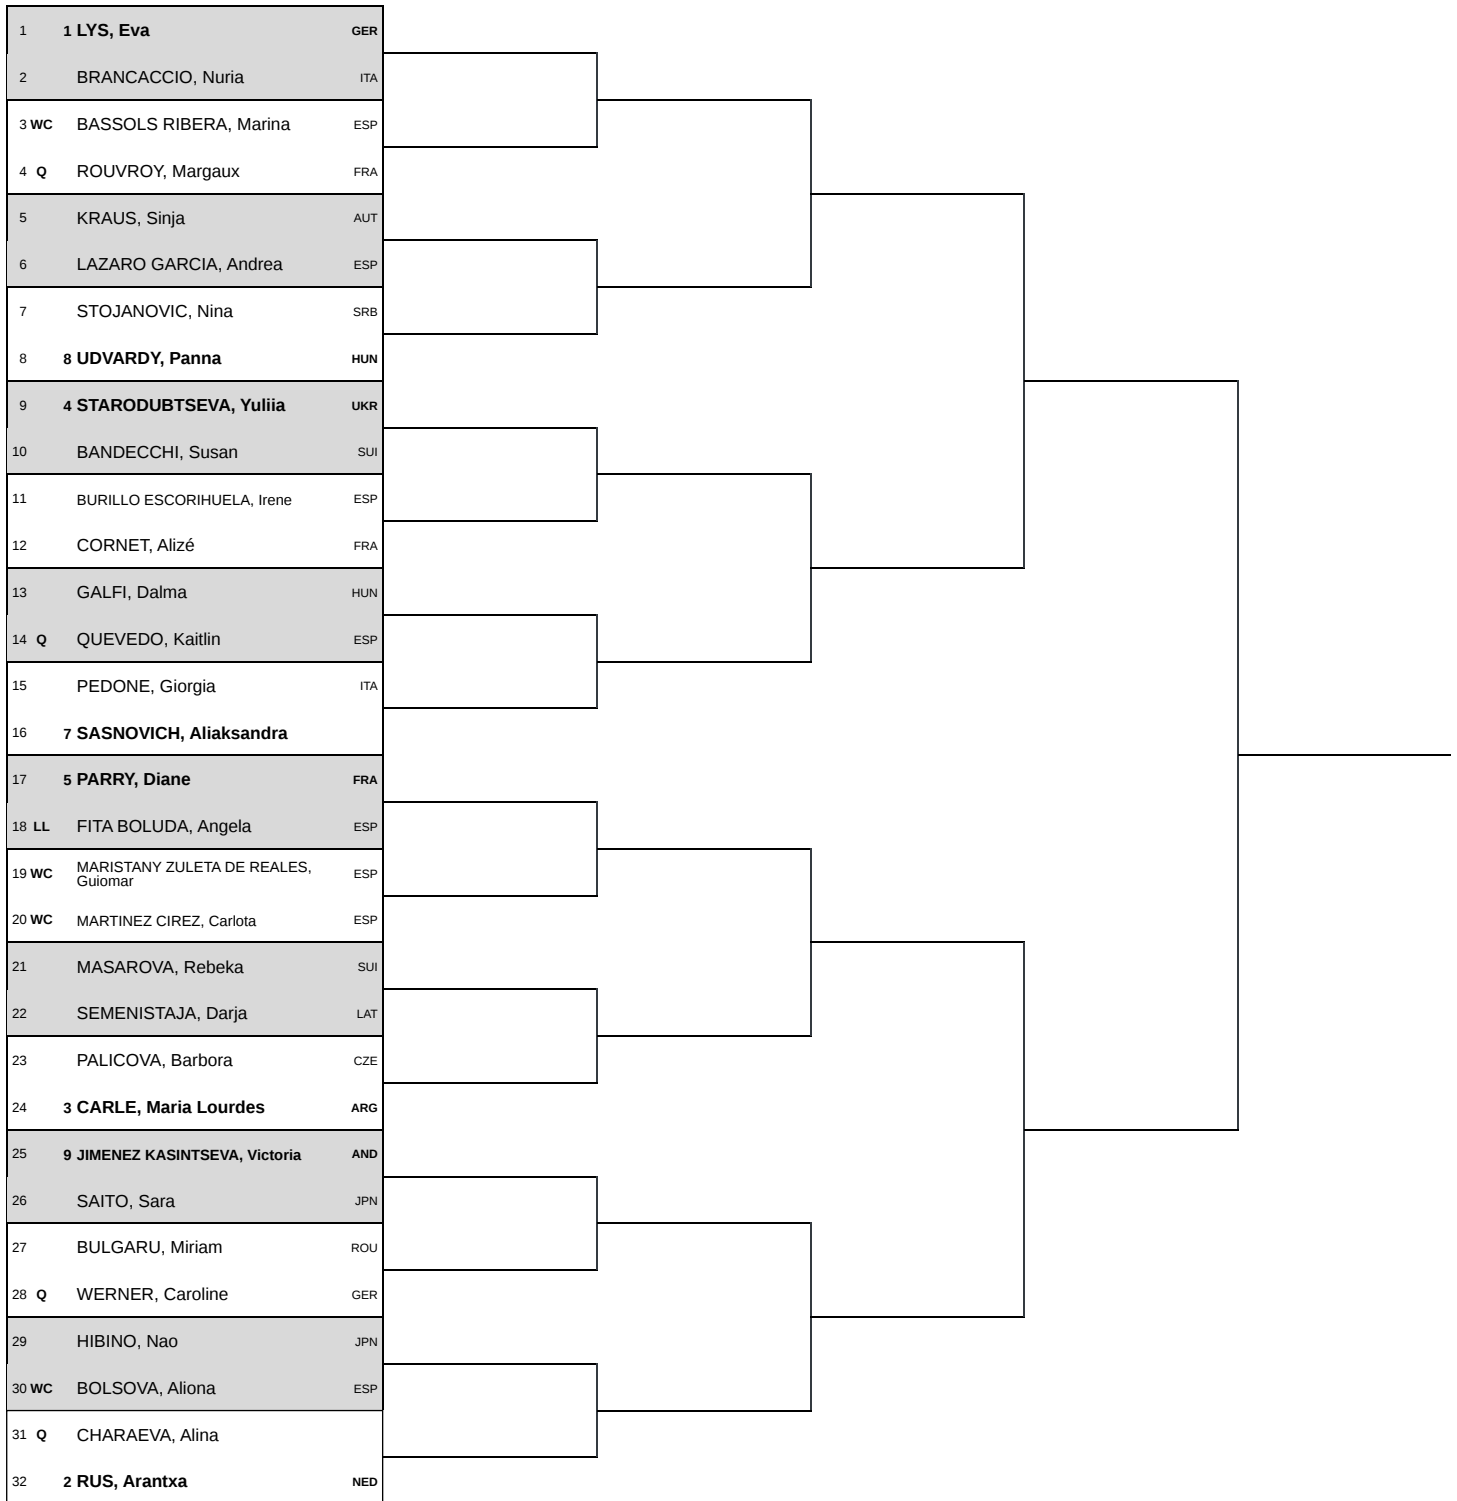 1 1 LYS, Eva GER
2 BRANCACCIO, Nuria ITA
3 WC BASSOLS RIBERA, Marina ESP
4 Q ROUVROY, Margaux FRA
5 KRAUS, Sinja AUT
6 LAZARO GARCIA, Andrea ESP
7 STOJANOVIC, Nina SRB
8 8 UDVARDY, Panna HUN
9 4 STARODUBTSEVA, Yuliia UKR
10 BANDECCHI, Susan SUI
11 BURILLO ESCORIHUELA, Irene ESP
12 CORNET, Alizé FRA
13 GALFI, Dalma HUN
14 Q QUEVEDO, Kaitlin ESP
15 PEDONE, Giorgia ITA
16 7 SASNOVICH, Aliaksandra
17 5 PARRY, Diane FRA
18 LL FITA BOLUDA, Angela ESP
19 WC MARISTANY ZULETA DE REALES, ESP
Guiomar
20 WC MARTINEZ CIREZ, Carlota ESP
21 MASAROVA, Rebeka SUI
22 SEMENISTAJA, Darja LAT
23 PALICOVA, Barbora CZE
24 3 CARLE, Maria Lourdes ARG
25 9 JIMENEZ KASINTSEVA, Victoria AND
26 SAITO, Sara JPN
27 BULGARU, Miriam ROU
28 Q WERNER, Caroline GER
29 HIBINO, Nao JPN
30 WC BOLSOVA, Aliona ESP
31 Q CHARAEVA, Alina
32 2 RUS, Arantxa NED